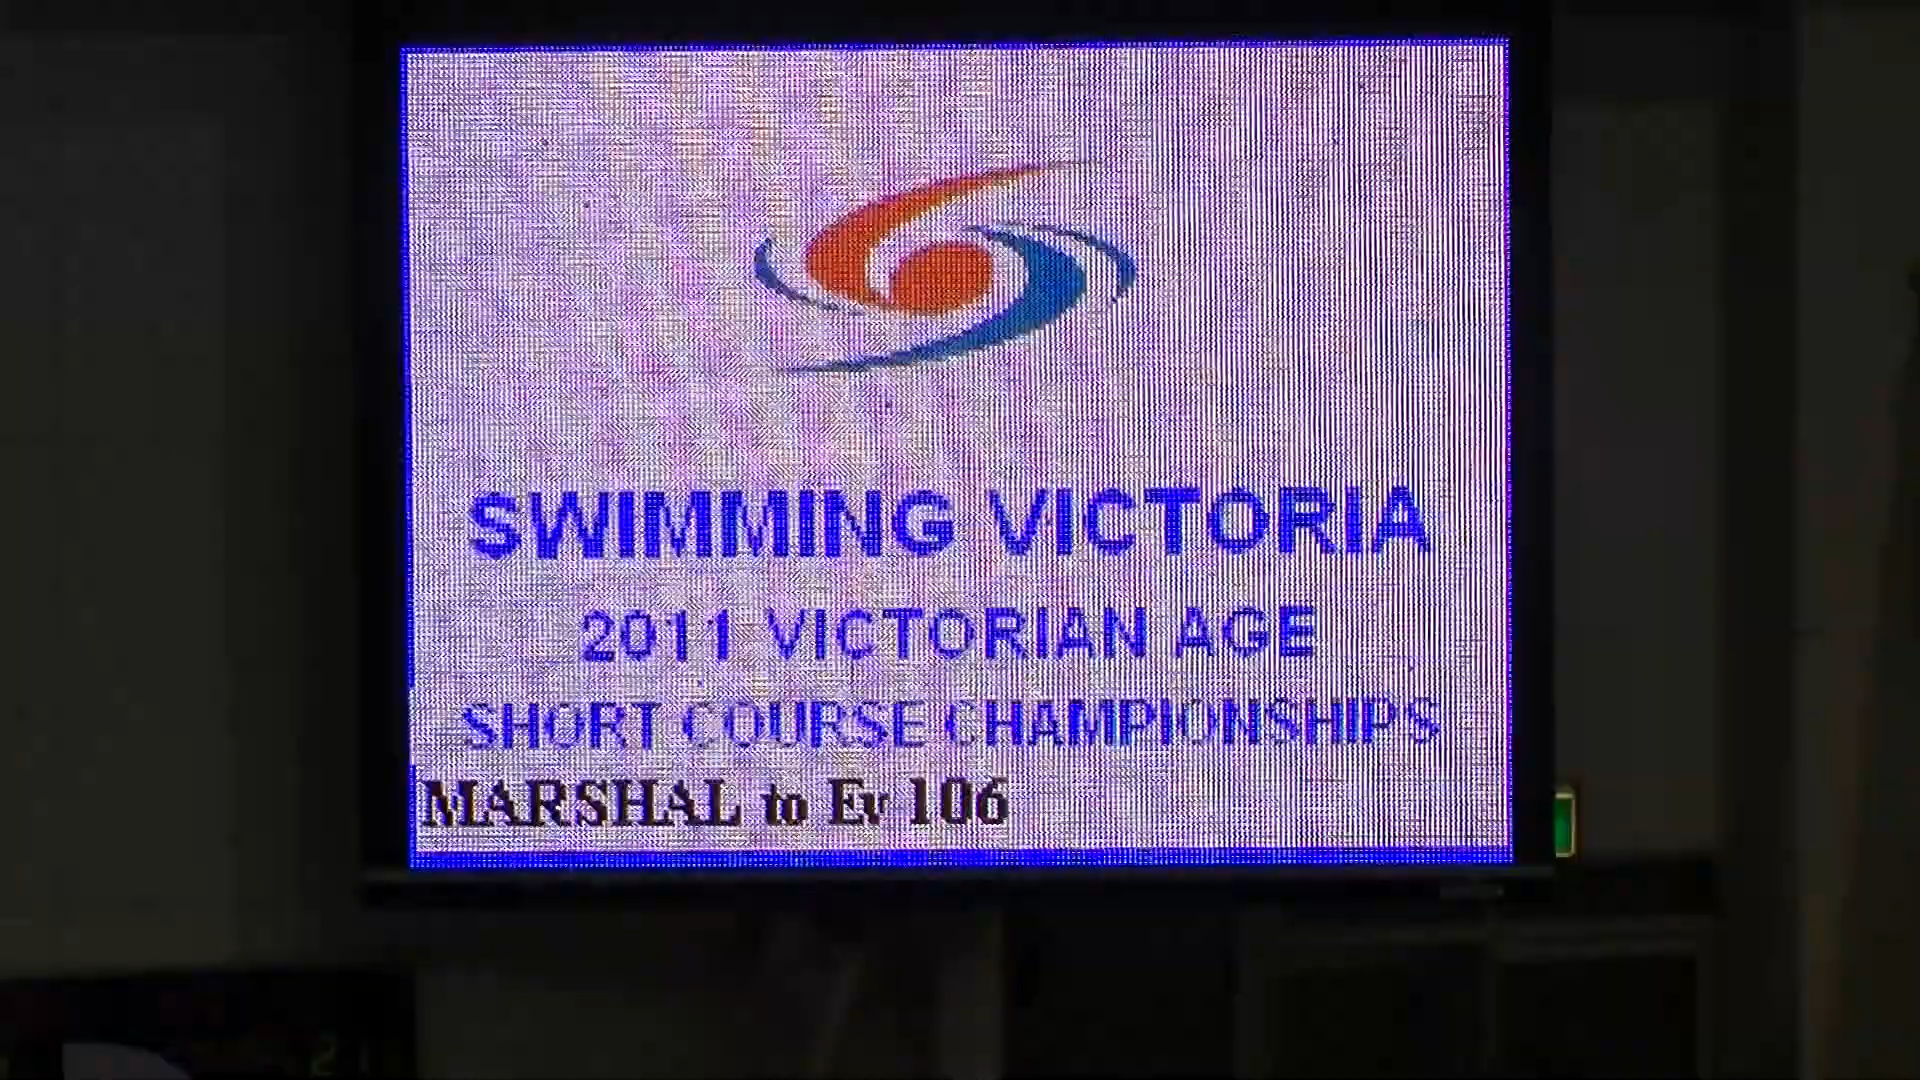 SWIMMING VICTORIA
2011 VICTORIAN AGE
SHORT COURSE CHAMPIONSHIPS
MARSHAL to Ev 106